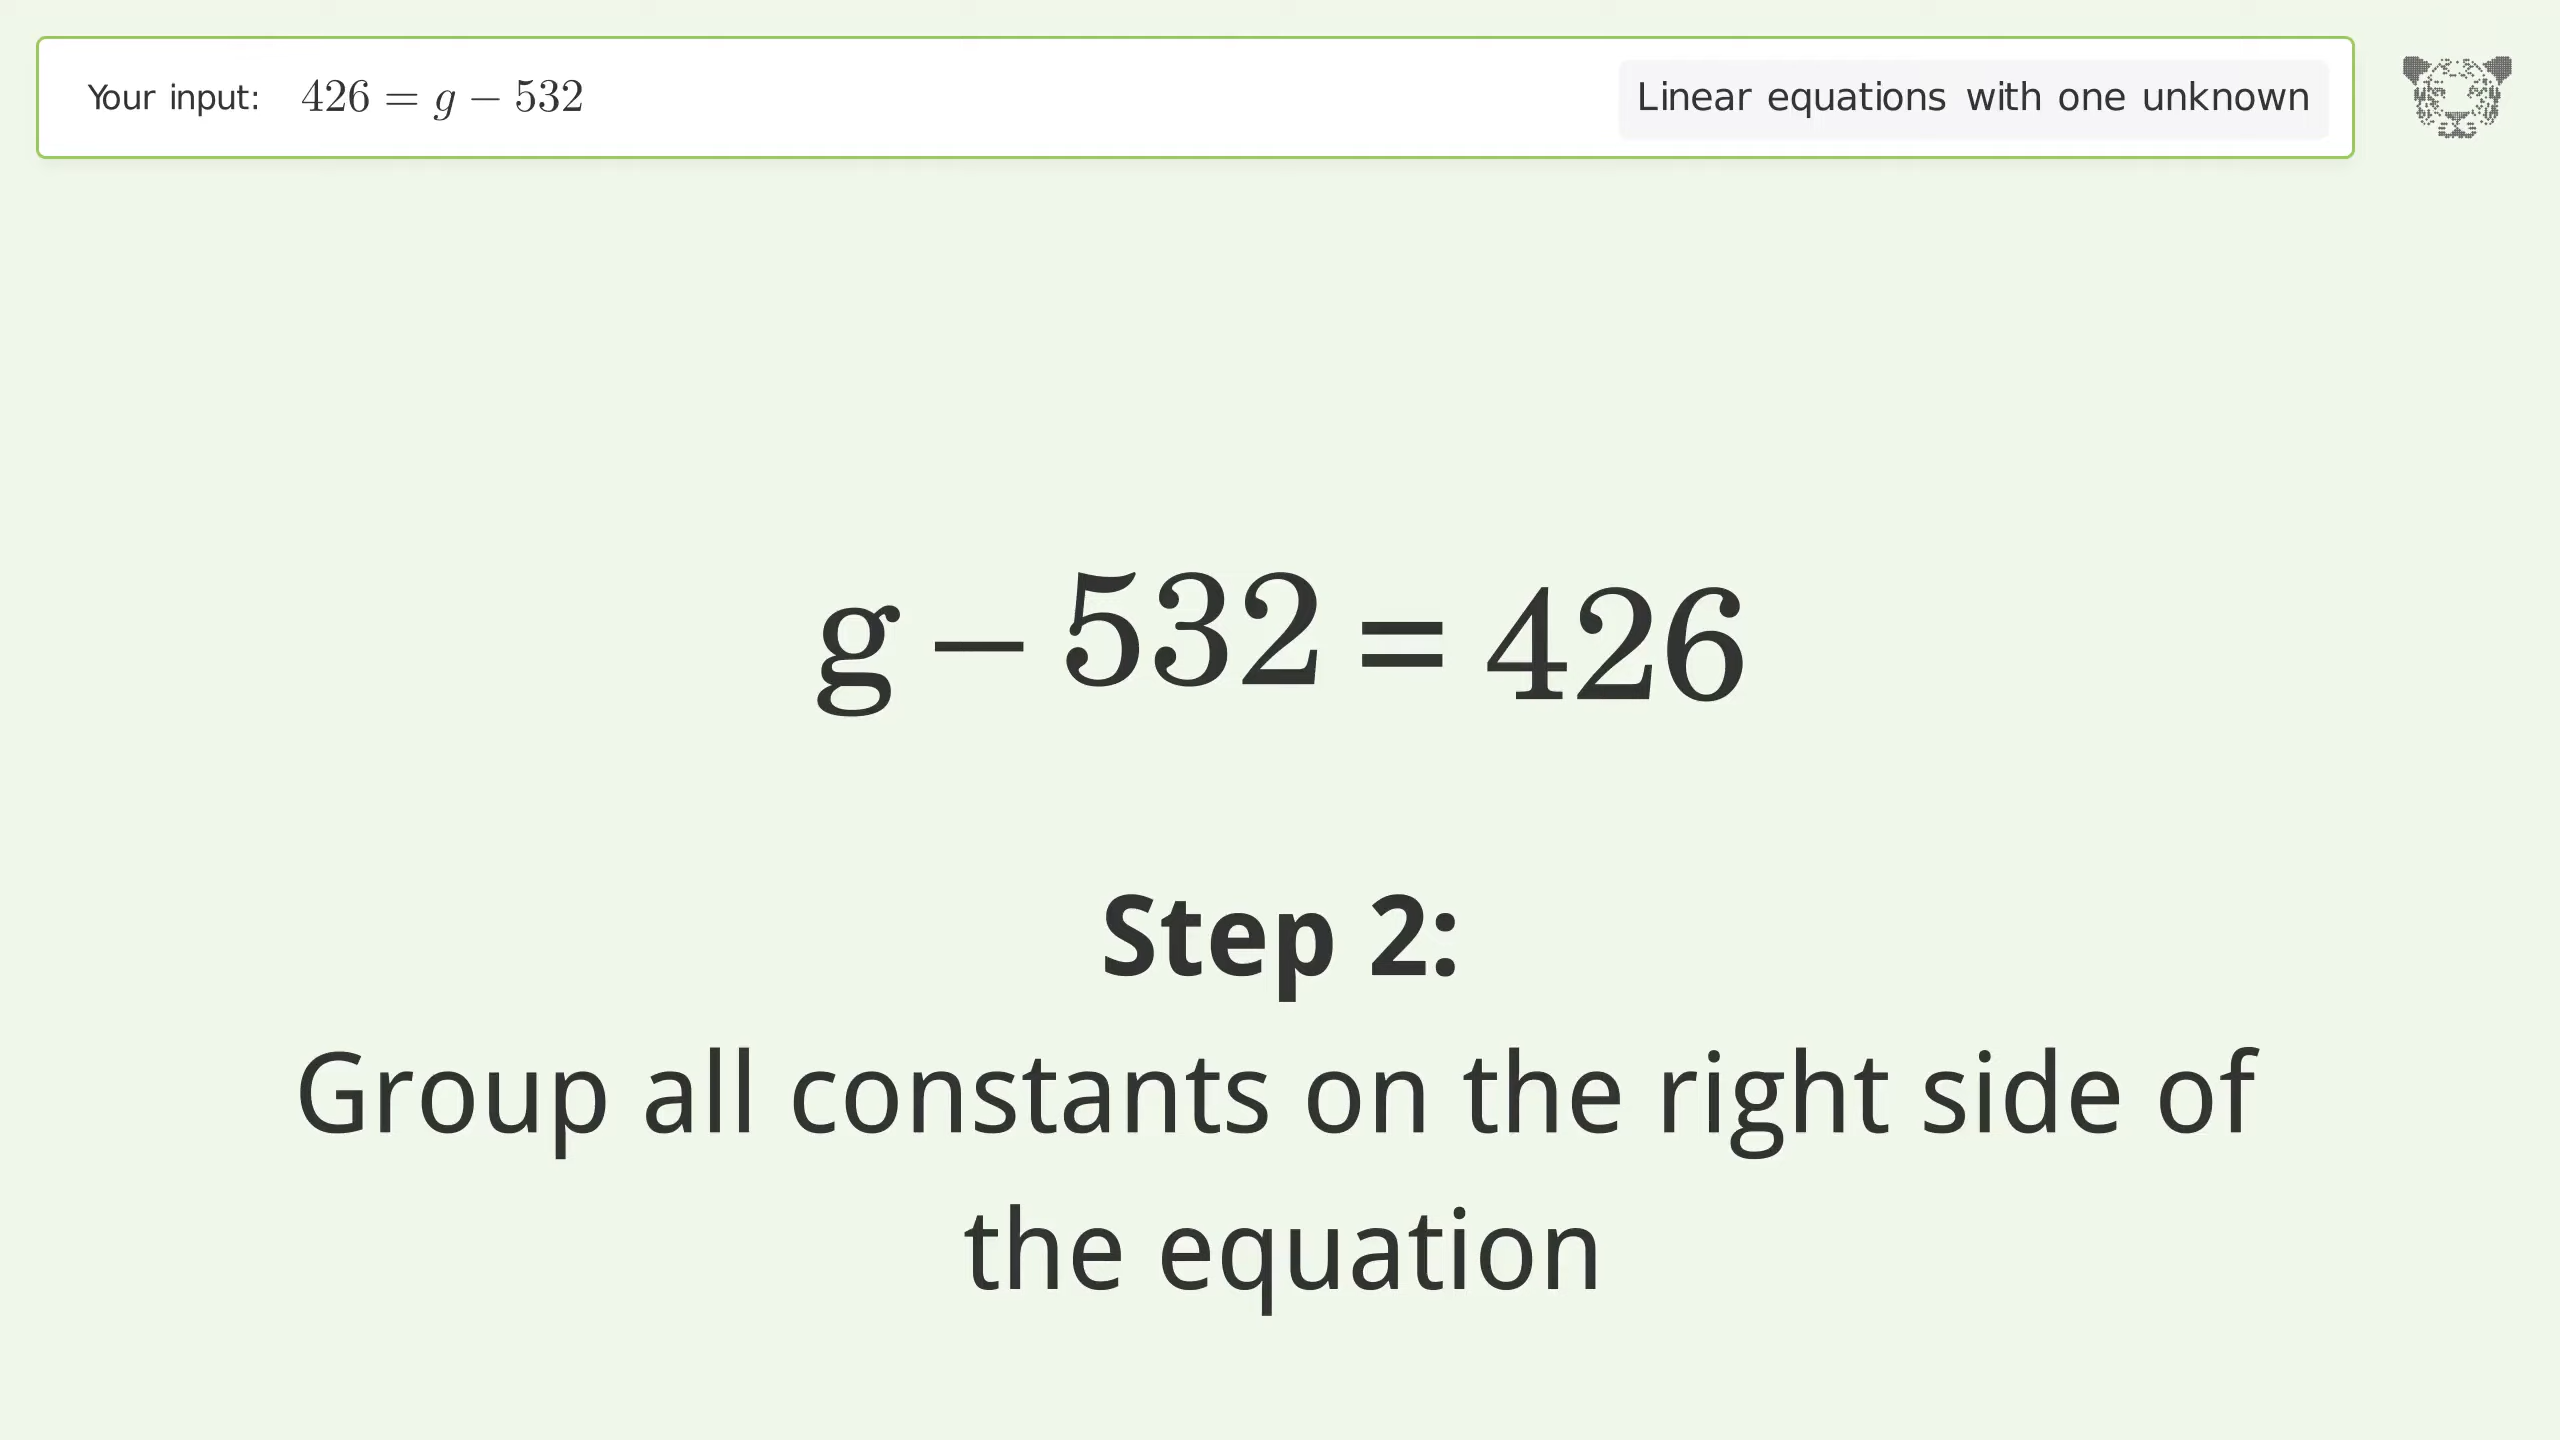 Your input: 426 = g − 532
Linear equations with one unknown
g − 532 = 426
Step 2:
Group all constants on the right side of
the equation